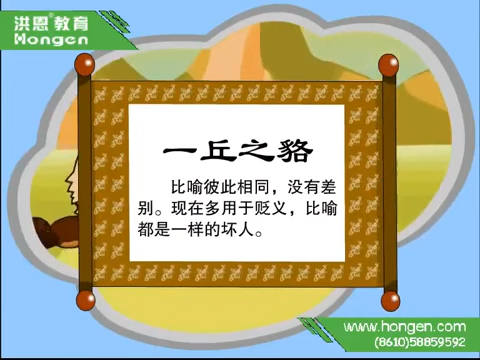 洪恩®教育
Hongen
一丘之貉
比喻彼此相同，没有差
别。现在多用于贬义，比喻
都是一样的坏人。
www.hongen.com
(8610)58859592